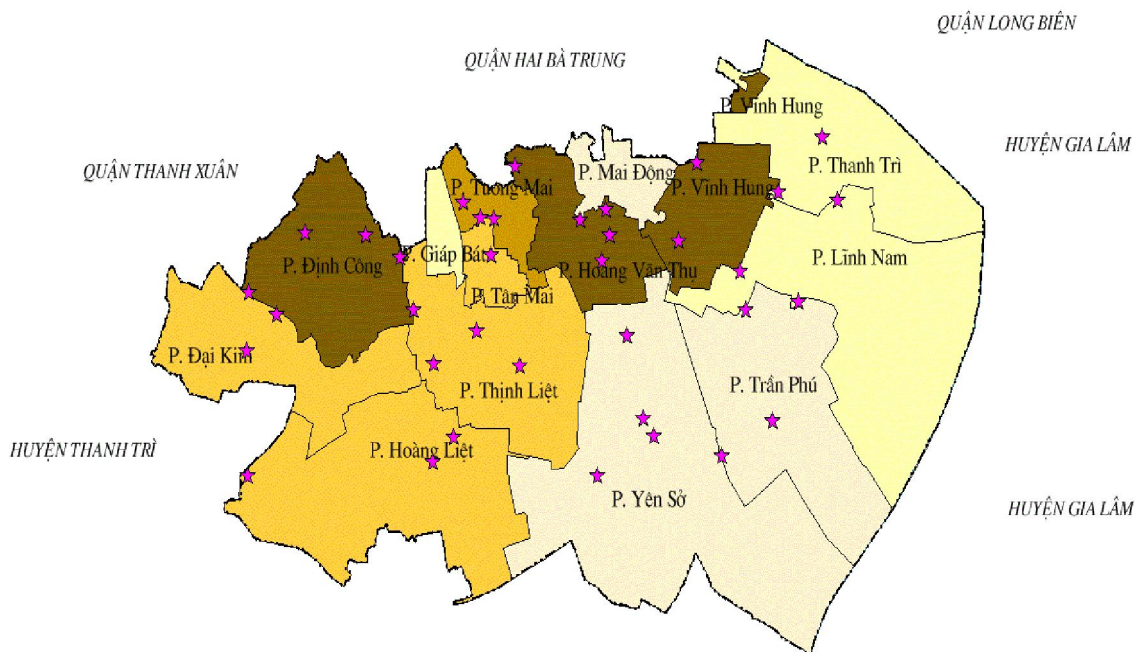 QUẬN LONG BIÊN
QUẬN HAI BÀ TRƯNG
P. Vĩnh Hưng
HUYỆN GIA LÂM
QUẬN THANH XUÂN
P. Mai Động
P. Thanh Trì
P. Tương Mai
P. Vĩnh Hưng
P. Giáp Bát
P. Định Công
P. Hoàng Văn Thụ
P. Lĩnh Nam
P. Tân Mai
P. Đại Kim
P. Thịnh Liệt
P. Trần Phú
HUYỆN THANH TRÌ
P. Hoàng Liệt
P. Yên Sở
HUYỆN GIA LÂM